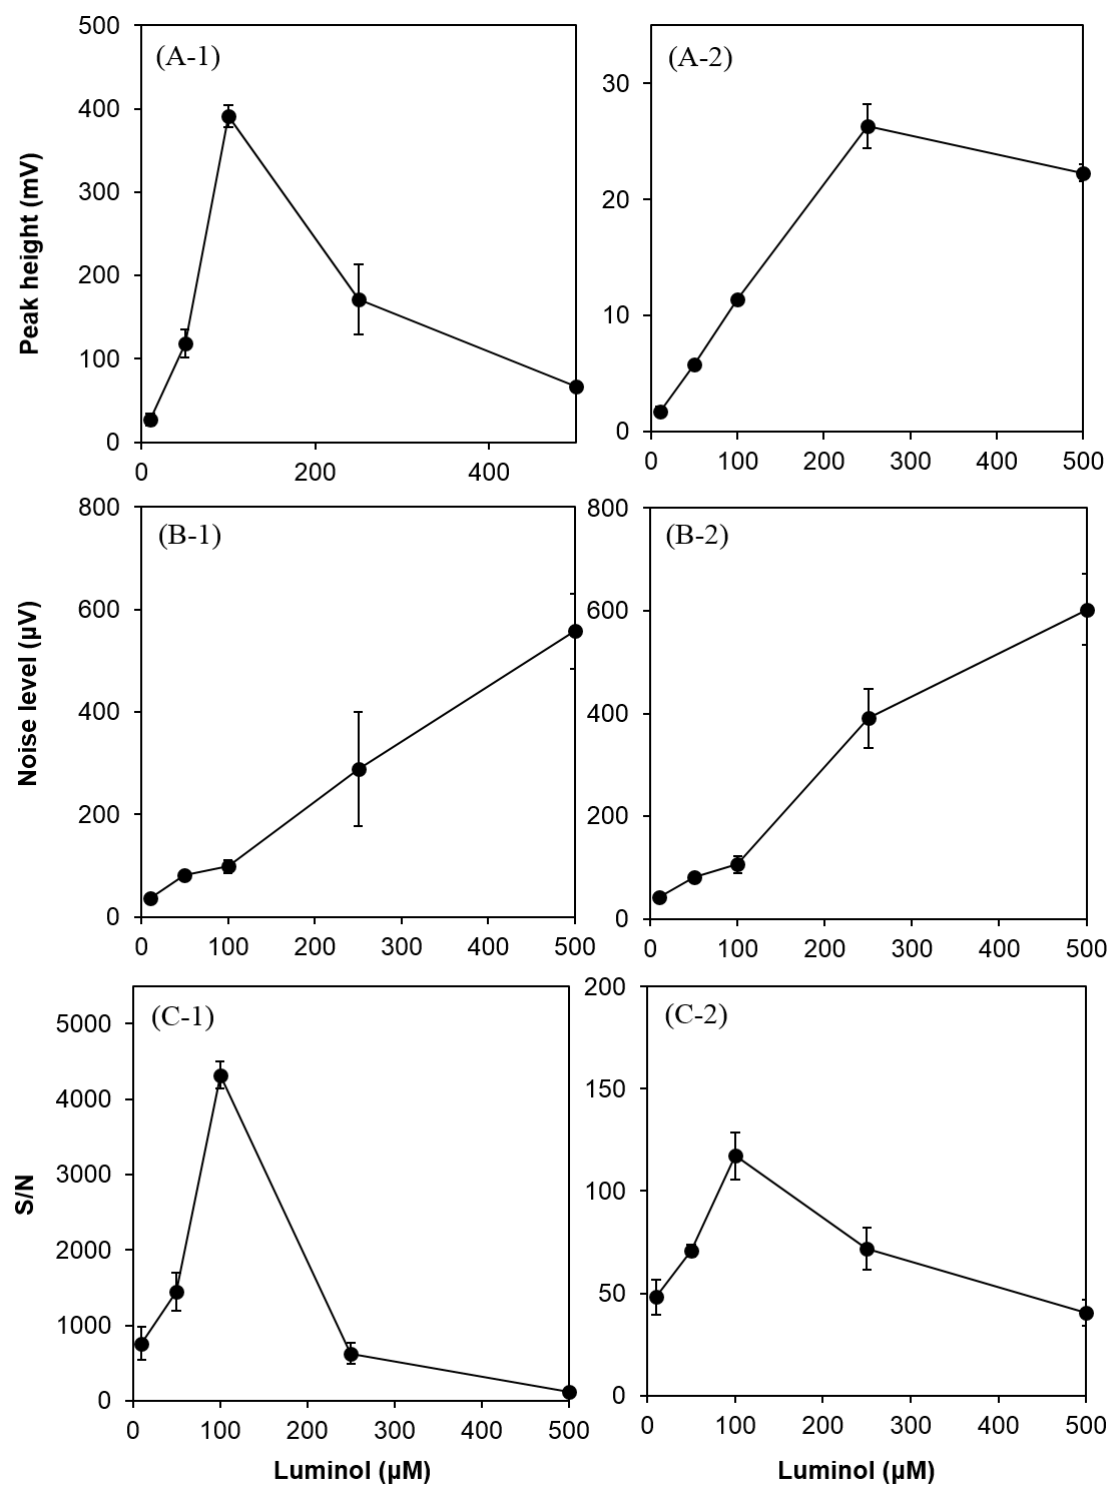 (A-1)
500
400
300
200
100
0
0 200 400
Peak height (mV)
(A-2)
30
20
10
0
0 100 200 300 400 500
(B-1)
800
600
400
200
0
0 100 200 300 400 500
Noise level (µV)
(B-2)
800
600
400
200
0
0 100 200 300 400 500
(C-1)
5000
4000
3000
2000
1000
0
0 100 200 300 400 500
S/N
Luminol (µM)
(C-2)
200
150
100
50
0
0 100 200 300 400 500
Luminol (µM)